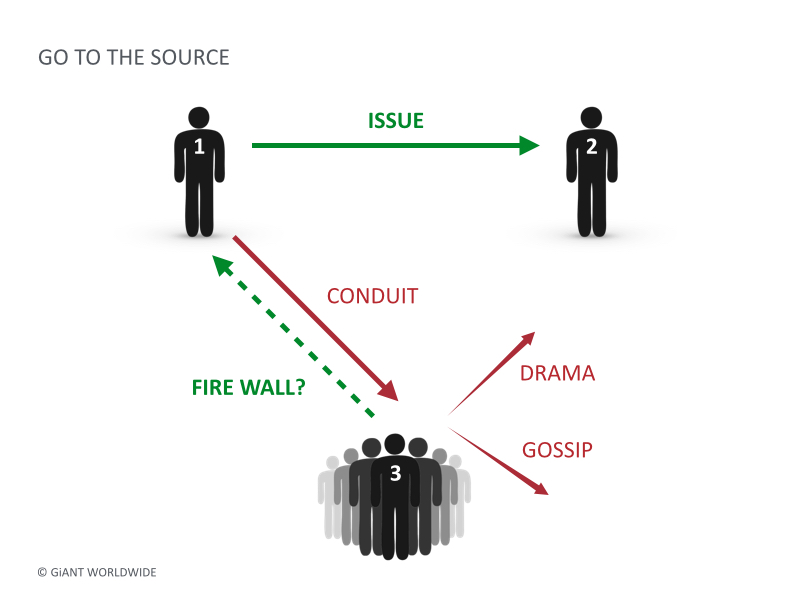 GO TO THE SOURCE
ISSUE
1
2
CONDUIT
FIRE WALL?
DRAMA
GOSSIP
3
© GiANT WORLDWIDE